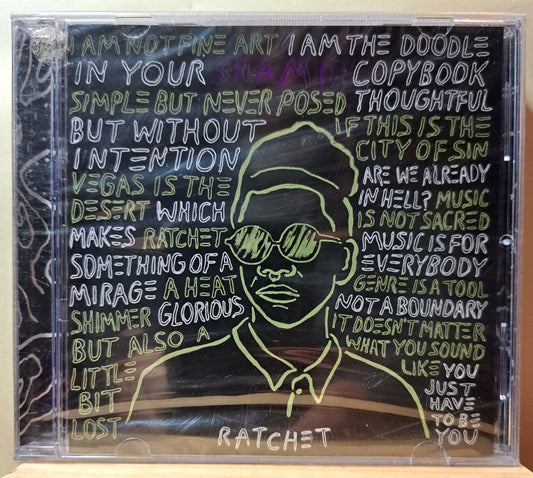 I AM NOT FINE ART I AM THE DOODLE
IN YOUR SHAMIR COPYBOOK
SIMPLE BUT NEVER POSED THOUGHTFUL
BUT WITHOUT
INTENTION
VEGAS IS THE
DESERT WHICH
MAKES RATCHET
SOMETHING OF A
MIRAGE A HEAT
SHIMMER GLORIOUS
BUT ALSO A
LITTLE
BIT
LOST
IF THIS IS THE
CITY OF SIN
ARE WE ALREADY
IN HELL? MUSIC
IS NOT SACRED
MUSIC IS FOR
EVERYBODY
GENRE IS A TOOL
NOT A BOUNDARY
IT DOESN'T MATTER
WHAT YOU SOUND
LIKE YOU
JUST
HAVE
TO BE
YOU
RATCHET